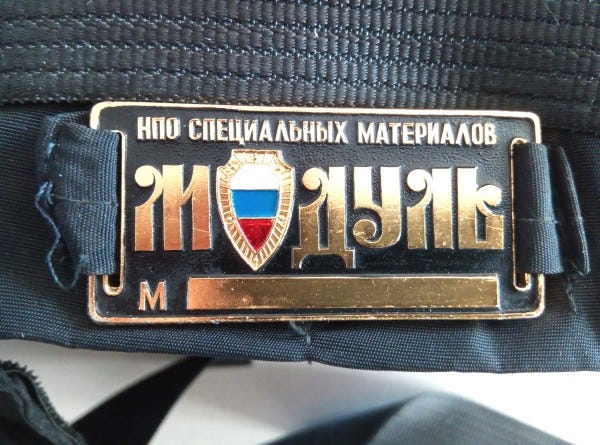 НПО СПЕЦИАЛЬНЫХ МАТЕРИАЛОВ
МОДУЛЬ
М